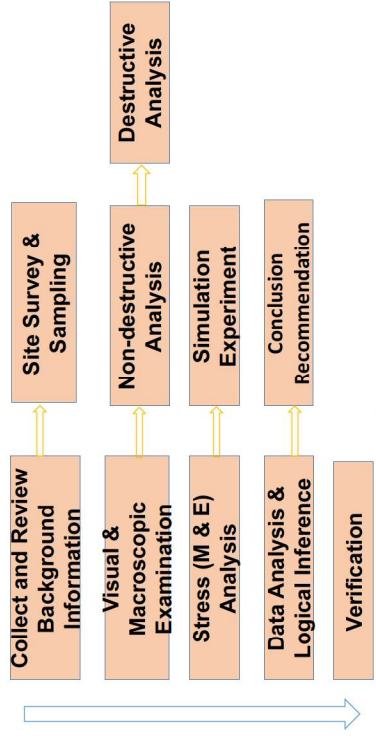 Collect and Review
Background
Information
Site Survey &
Sampling
Visual &
Macroscopic
Examination
Non-destructive
Analysis
Destructive
Analysis
Stress (M & E)
Analysis
Simulation
Experiment
Data Analysis &
Logical Inference
Conclusion
Recommendation
Verification